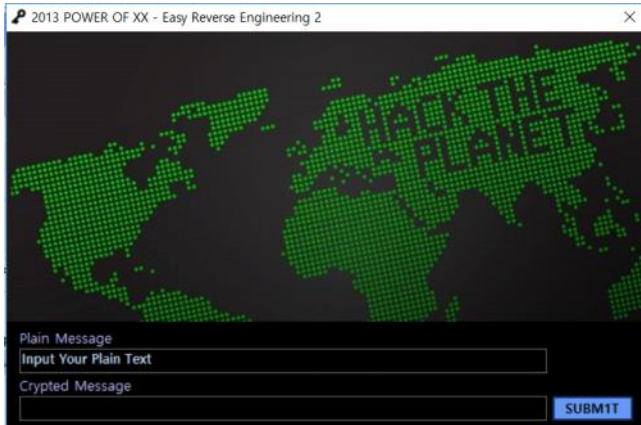 2013 POWER OF XX - Easy Reverse Engineering 2
HACK THE
PLANET
Plain Message
Input Your Plain Text
Crypted Message
SUBM1T